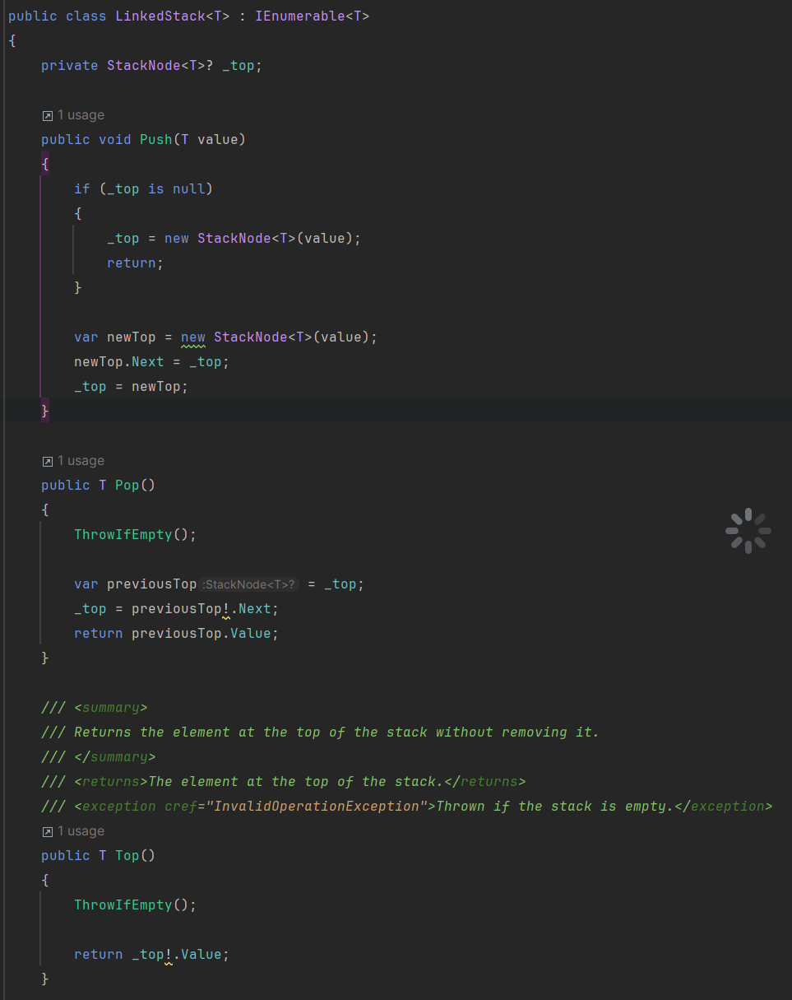 public class LinkedStack<T> : IEnumerable<T>
{
    private StackNode<T>? _top;

    1 usage
    public void Push(T value)
    {
        if (_top is null)
        {
            _top = new StackNode<T>(value);
            return;
        }

        var newTop = new StackNode<T>(value);
        newTop.Next = _top;
        _top = newTop;
    }

    1 usage
    public T Pop()
    {
        ThrowIfEmpty();

        var previousTop :StackNode<T>? = _top;
        _top = previousTop!.Next;
        return previousTop.Value;
    }

    /// <summary>
    /// Returns the element at the top of the stack without removing it.
    /// </summary>
    /// <returns>The element at the top of the stack.</returns>
    /// <exception cref="InvalidOperationException">Thrown if the stack is empty.</exception>
    1 usage
    public T Top()
    {
        ThrowIfEmpty();

        return _top!.Value;
    }